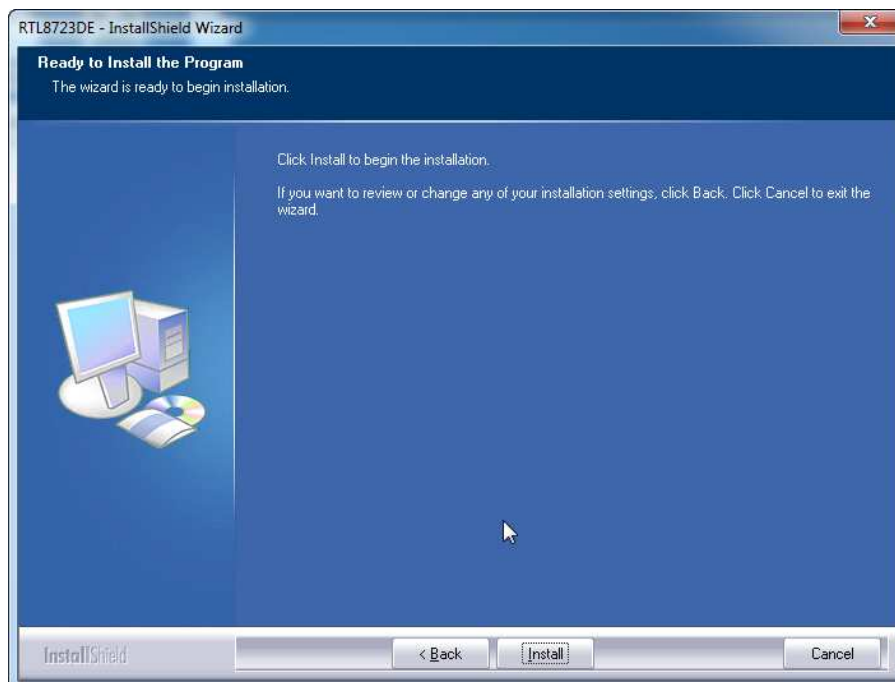 RTL8723DE - InstallShield Wizard
Ready to Install the Program
The wizard is ready to begin installation.
Click Install to begin the installation.
If you want to review or change any of your installation settings, click Back. Click Cancel to exit the
wizard.
InstallShield
< Back
Install
Cancel